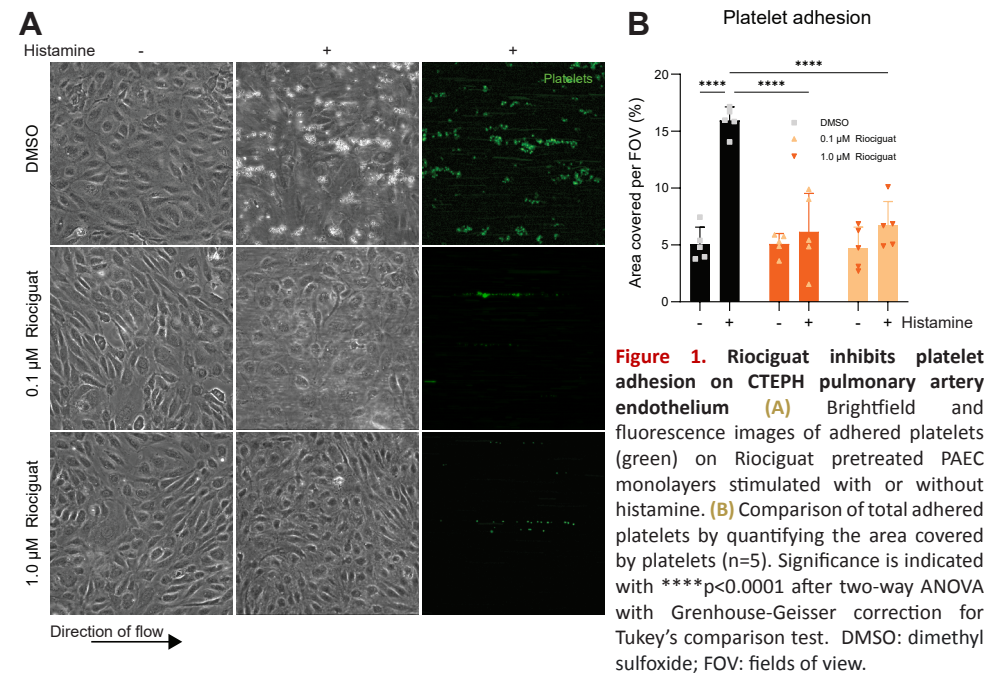 A
Histamine - + +
Platelets
DMSO
0.1 µM Riociguat
1.0 µM Riociguat
Direction of flow
B
Platelet adhesion
Area covered per FOV (%)
20
15
10
5
0
**** **** ****
DMSO
0.1 µM Riociguat
1.0 µM Riociguat
- + - + - + Histamine
Figure 1. Riociguat inhibits platelet
adhesion on CTEPH pulmonary artery
endothelium (A) Brightfield and
fluorescence images of adhered platelets
(green) on Riociguat pretreated PAEC
monolayers stimulated with or without
histamine. (B) Comparison of total adhered
platelets by quantifying the area covered
by platelets (n=5). Significance is indicated
with ****p<0.0001 after two-way ANOVA
with Grenhouse-Geisser correction for
Tukey's comparison test. DMSO: dimethyl
sulfoxide; FOV: fields of view.